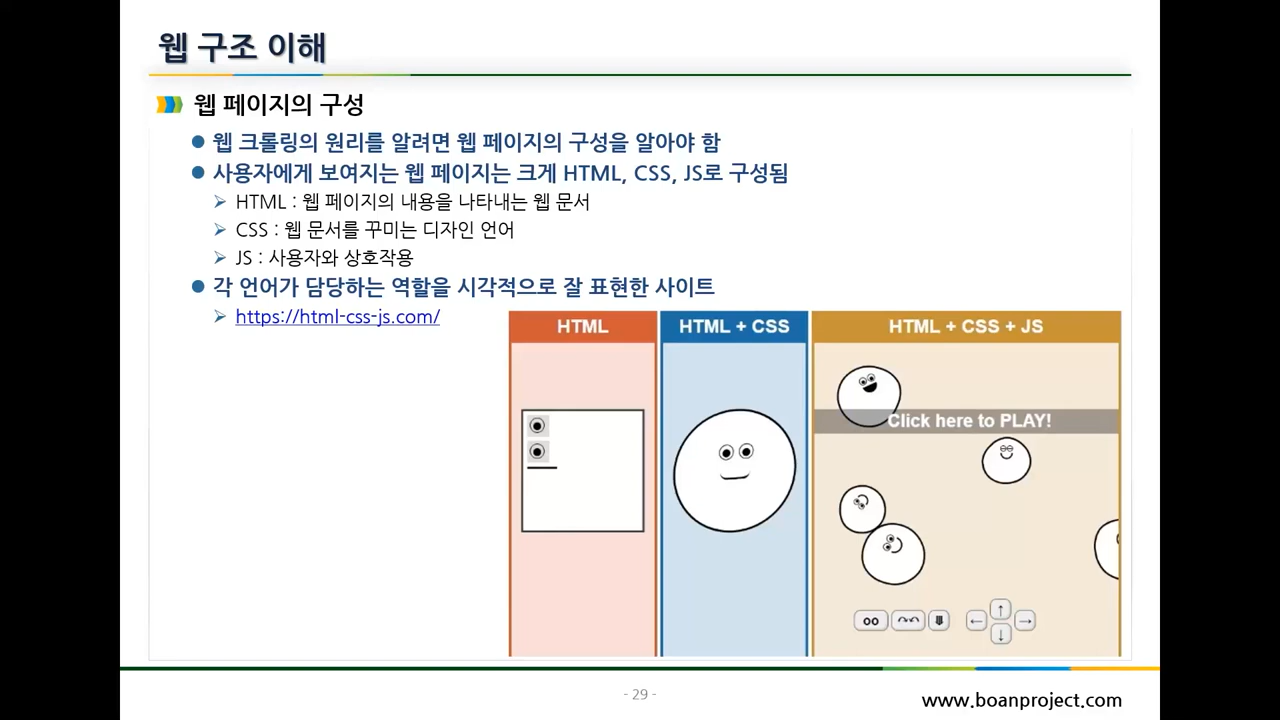 웹 구조 이해
웹 페이지의 구성
웹 크롤링의 원리를 알려면 웹 페이지의 구성을 알아야 함
사용자에게 보여지는 웹 페이지는 크게 HTML, CSS, JS로 구성됨
HTML : 웹 페이지의 내용을 나타내는 웹 문서
CSS : 웹 문서를 꾸미는 디자인 언어
JS : 사용자와 상호작용
각 언어가 담당하는 역할을 시각적으로 잘 표현한 사이트
https://html-css-js.com/
HTML
HTML + CSS
HTML + CSS + JS
Click here to PLAY!
- 29 -
www.boanproject.com